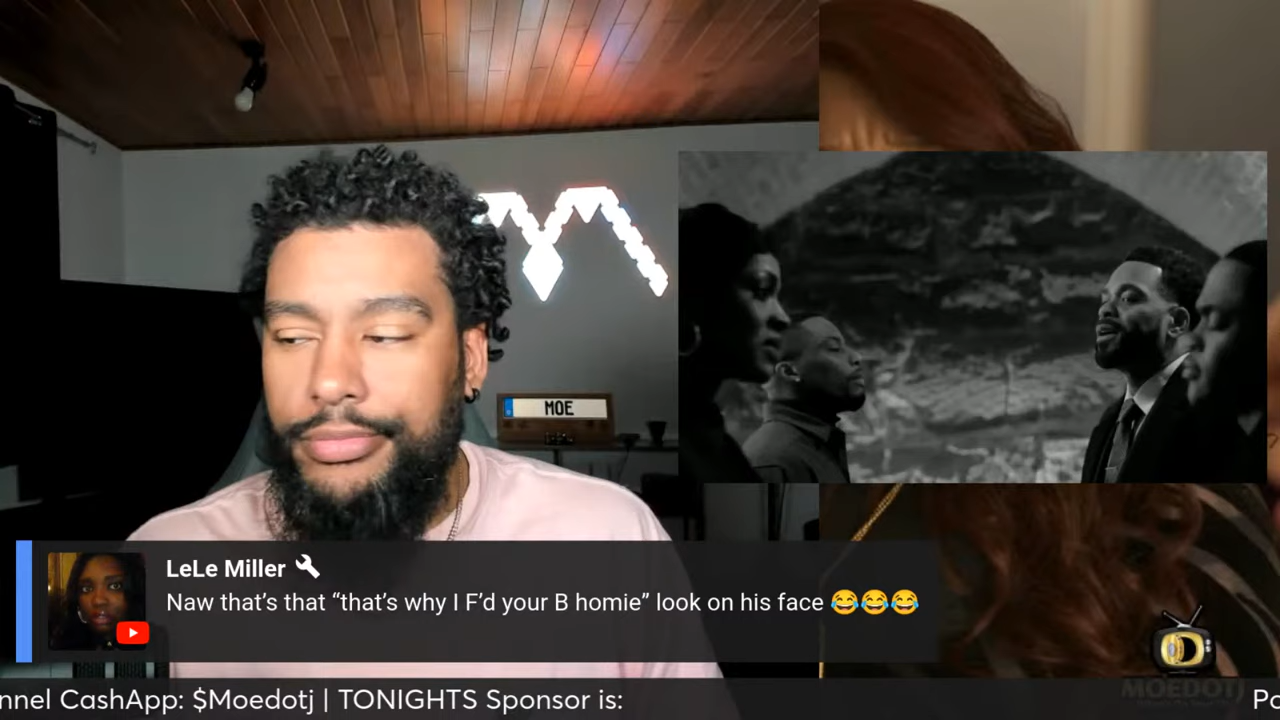 MOE
LeLe Miller
Naw that’s that “that’s why I F’d your B homie” look on his face 😂😂😂
MOEDOTJ
nnel CashApp: $Moedotj | TONIGHTS Sponsor is:
Po